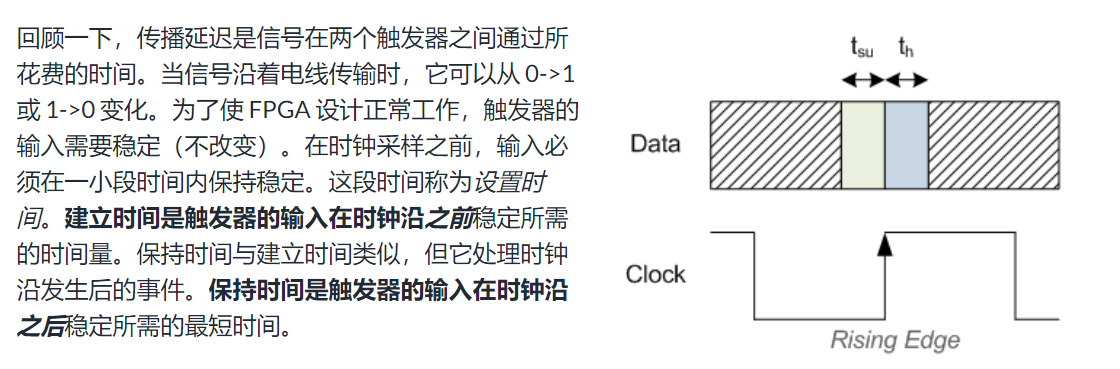 回顾一下，传播延迟是信号在两个触发器之间通过所
花费的时间。当信号沿着电线传输时，它可以从 0->1
或 1->0 变化。为了使 FPGA 设计正常工作，触发器的
输入需要稳定（不改变）。在时钟采样之前，输入必
须在一小段时间内保持稳定。这段时间称为设置时
间。建立时间是触发器的输入在时钟沿之前稳定所需
的时间量。保持时间与建立时间类似，但它处理时钟
沿发生后的事件。保持时间是触发器的输入在时钟沿
之后稳定所需的最短时间。
tsu th
Data
Clock
Rising Edge